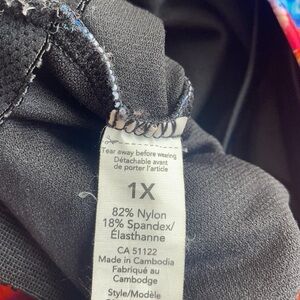 Tear away before wearing
Détachable avant
de porter l'article
1X
82% Nylon
18% Spandex/
Élasthanne
CA 51122
Made in Cambodia
Fabriqué au
Cambodge
Style/Modèle